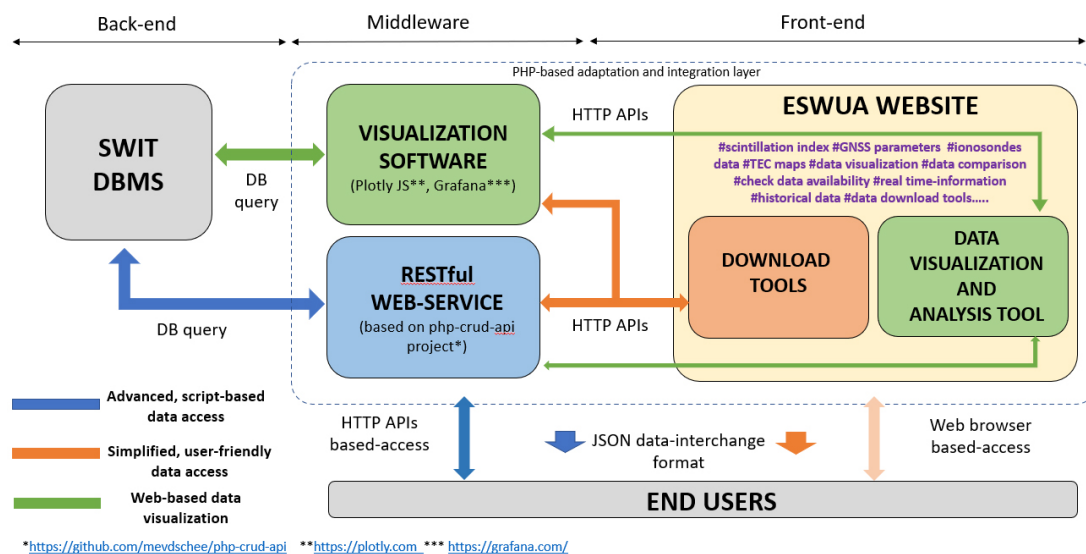 Back-end
Middleware
Front-end
PHP-based adaptation and integration layer
SWIT
DBMS
DB
query
DB query
VISUALIZATION
SOFTWARE
(Plotly JS**, Grafana***)
RESTful
WEB-SERVICE
(based on php-crud-api
project*)
HTTP APIs
HTTP APIs
ESWUA WEBSITE
#scintillation index #GNSS parameters #ionosondes
data #TEC maps #data visualization #data comparison
#check data availability #real time-information
#historical data #data download tools.....
DOWNLOAD
TOOLS
DATA
VISUALIZATION
AND
ANALYSIS TOOL
Advanced, script-based
data access
Simplified, user-friendly
data access
Web-based data
visualization
HTTP APIs
based-access
JSON data-interchange
format
Web browser
based-access
END USERS
*https://github.com/mevdschee/php-crud-api **https://plotly.com *** https://grafana.com/